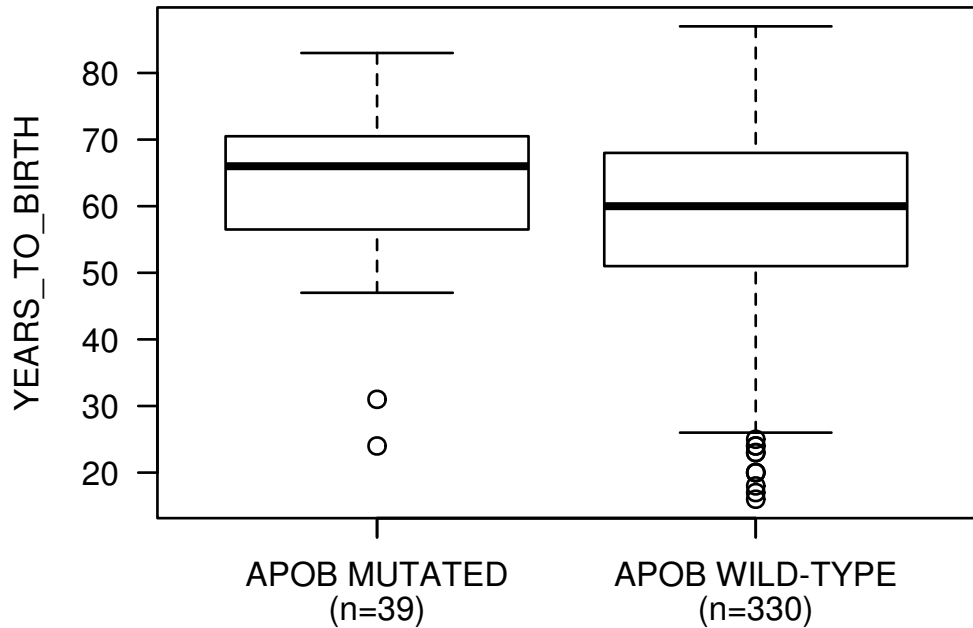 YEARS_TO_BIRTH
80
70
60
50
40
30
20
APOB MUTATED
(n=39)
APOB WILD-TYPE
(n=330)